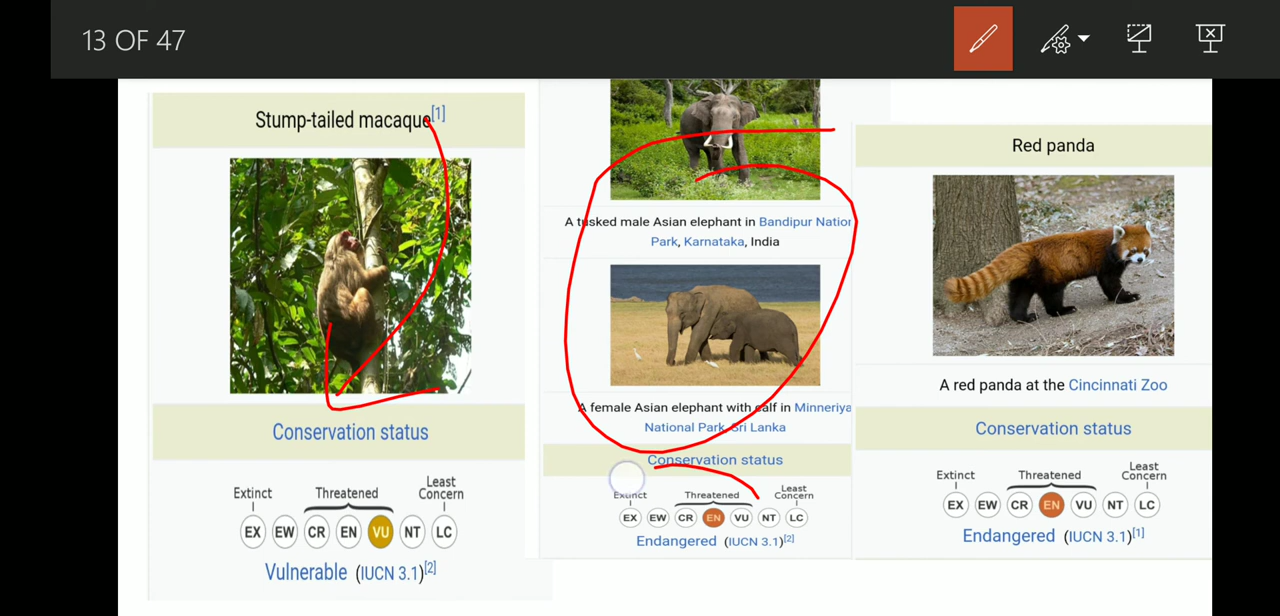 13 OF 47
Stump-tailed macaque[1]
Conservation status
Extinct Threatened Least Concern
EX EW CR EN VU NT LC
Vulnerable (IUCN 3.1)[2]
A tusked male Asian elephant in Bandipur Nation
Park, Karnataka, India
A female Asian elephant with calf in Minneriya
National Park, Sri Lanka
Conservation status
Extinct Threatened Least Concern
EX EW CR EN VU NT LC
Endangered (IUCN 3.1)[2]
Red panda
A red panda at the Cincinnati Zoo
Conservation status
Extinct Threatened Least Concern
EX EW CR EN VU NT LC
Endangered (IUCN 3.1)[1]